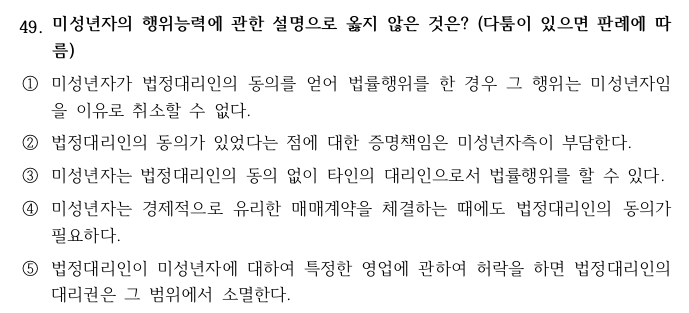 49. 미성년자의 행위능력에 관한 설명으로 옳지 않은 것은? (다툼이 있으면 판례에 따
름)
① 미성년자가 법정대리인의 동의를 얻어 법률행위를 한 경우 그 행위는 미성년자임
을 이유로 취소할 수 없다.
② 법정대리인의 동의가 있었다는 점에 대한 증명책임은 미성년자측이 부담한다.
③ 미성년자는 법정대리인의 동의 없이 타인의 대리인으로서 법률행위를 할 수 있다.
④ 미성년자는 경제적으로 유리한 매매계약을 체결하는 때에도 법정대리인의 동의가
필요하다.
⑤ 법정대리인이 미성년자에 대하여 특정한 영업에 관하여 허락을 하면 법정대리인의
대리권은 그 범위에서 소멸한다.